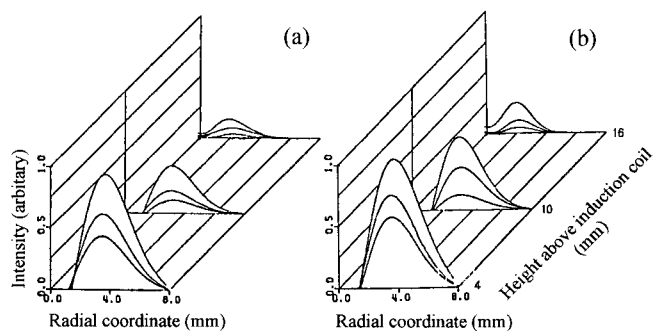 (a)
(b)
Intensity (arbitary)
1.0
0.5
0.0
0.0 4.0 8.0
Radial coordinate (mm)
1.0
0.5
0.0
0.0 4.0 8.0
Radial coordinate (mm)
4
10
16
Height above induction coil
(mm)